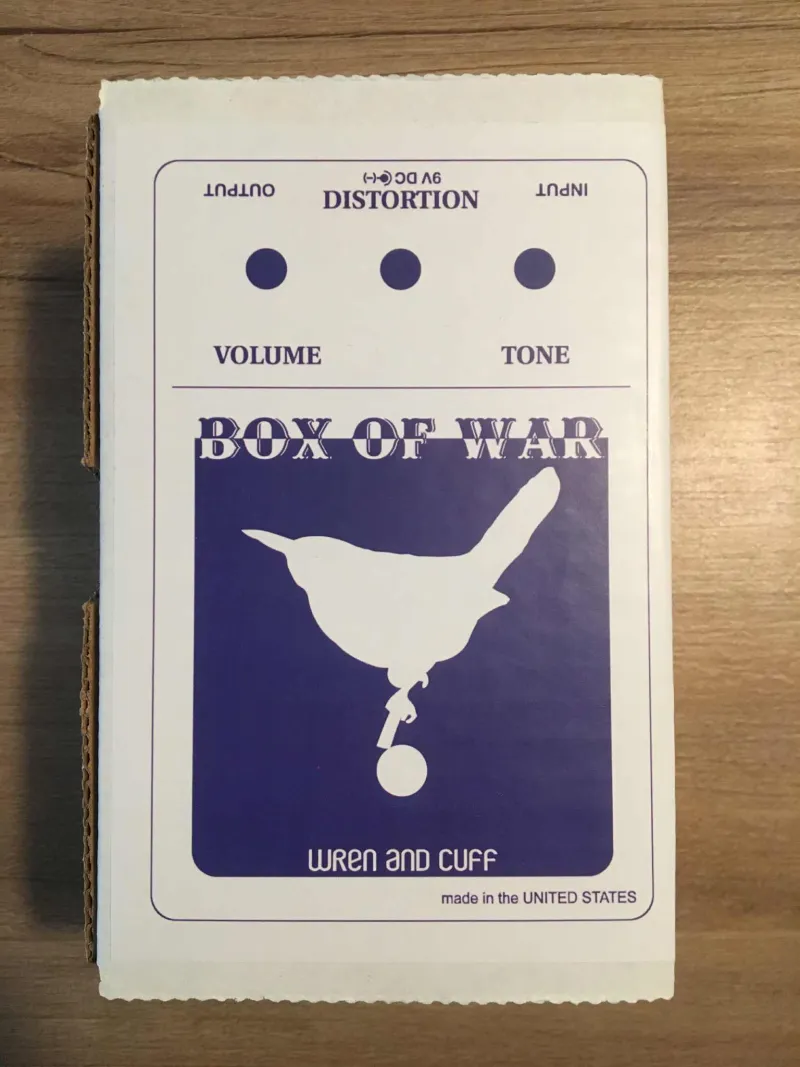 OUTPUT
9V DC (-●+)
INPUT
DISTORTION
VOLUME
TONE
BOX OF WAR
WREN AND CUFF
made in the UNITED STATES